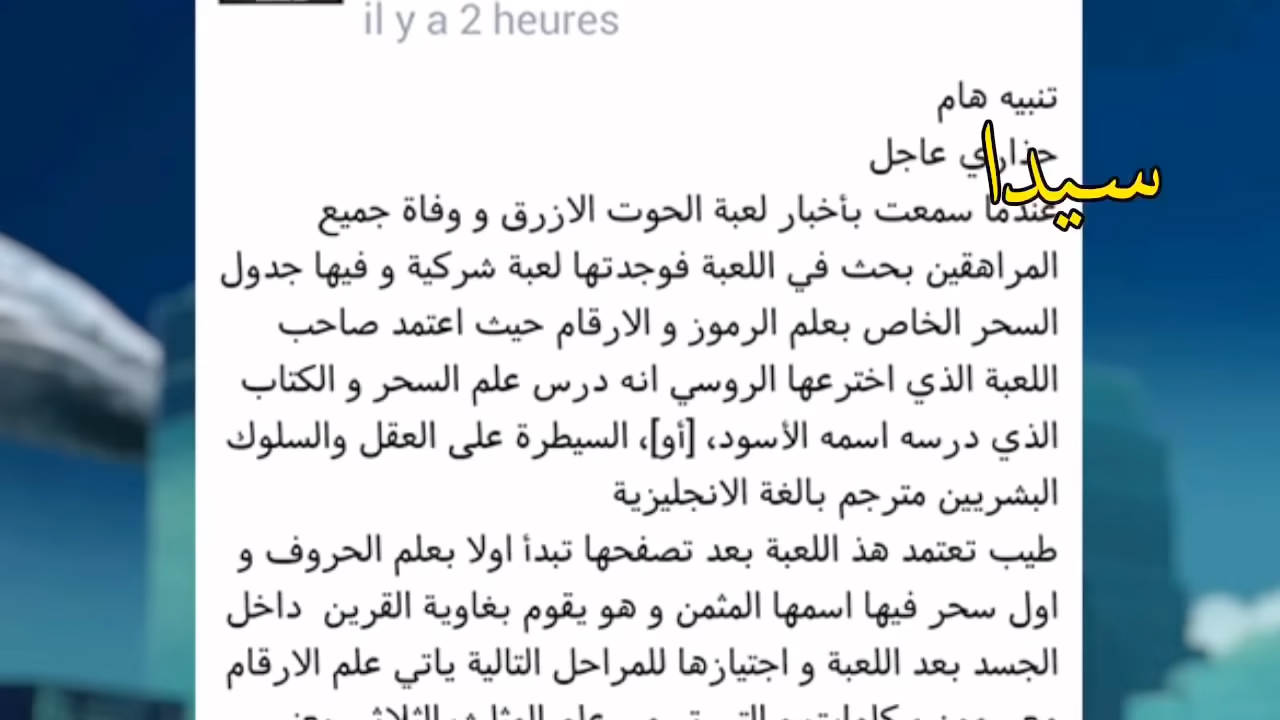 il y a 2 heures
تنبيه هام
حذاري عاجل
سيدا
عندما سمعت بأخبار لعبة الحوت الازرق و وفاة جميع
المراهقين بحث في اللعبة فوجدتها لعبة شركية و فيها جدول
السحر الخاص بعلم الرموز و الارقام حيث اعتمد صاحب
اللعبة الذي اخترعها الروسي انه درس علم السحر و الكتاب
الذي درسه اسمه الأسود، [أو]، السيطرة على العقل والسلوك
البشريين مترجم بالغة الانجليزية
طيب تعتمد هذ اللعبة بعد تصفحها تبدأ اولا بعلم الحروف و
اول سحر فيها اسمها المثمن و هو يقوم بغاوية القرين داخل
الجسد بعد اللعبة و اجتيازها للمراحل التالية ياتي علم الارقام